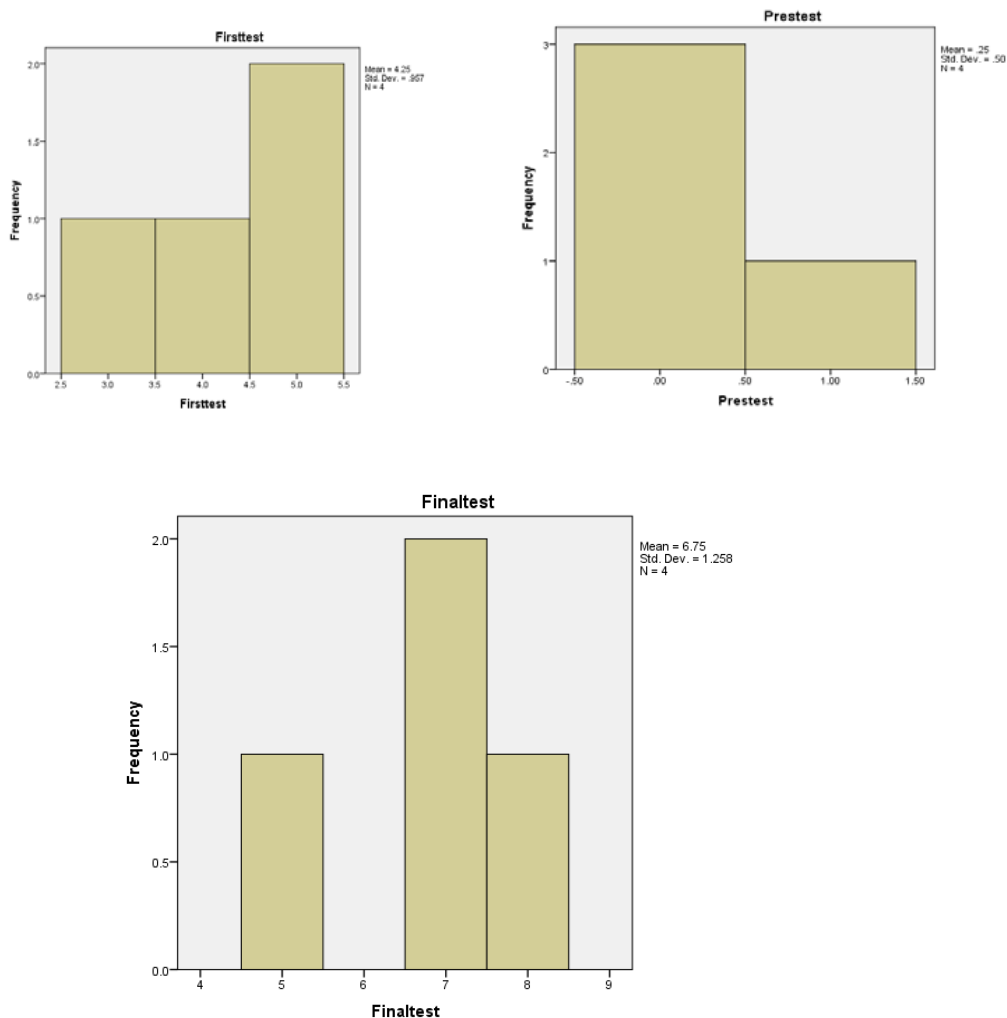 Firsttest
Mean = 4.25
Std. Dev. = .957
N = 4
Frequency
2.0
1.5
1.0
0.5
0.0
2.5 3.0 3.5 4.0 4.5 5.0 5.5
Firsttest
Prestest
Mean = .25
Std. Dev. = .50
N = 4
Frequency
3
2
1
0
-.50 .00 .50 1.00 1.50
Prestest
Finaltest
Mean = 6.75
Std. Dev. = 1.258
N = 4
Frequency
2.0
1.5
1.0
0.5
0.0
4 5 6 7 8 9
Finaltest